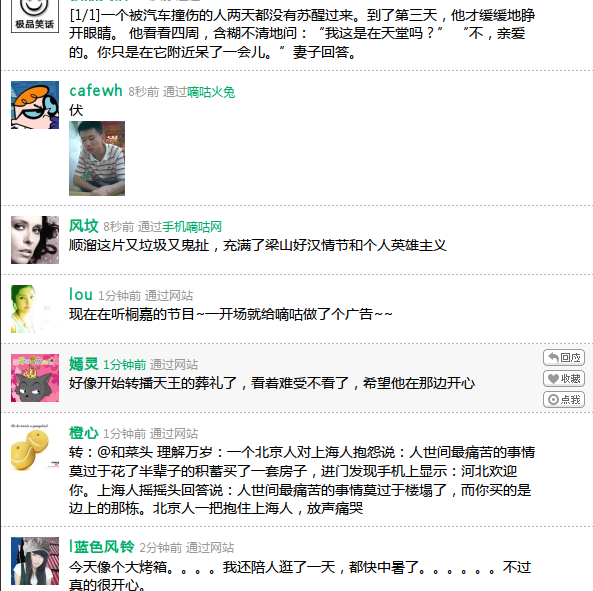 极品笑话
[1/1]一个被汽车撞伤的人两天都没有苏醒过来。到了第三天，他才缓缓地睁
开眼睛。 他看看四周，含糊不清地问：“我这是在天堂吗？” “不，亲爱
的。你只是在它附近呆了一会儿。”妻子回答。
cafewh 8秒前 通过嘀咕火兔
伏
风坟 8秒前 通过手机嘀咕网
顺溜这片又垃圾又鬼扯，充满了梁山好汉情节和个人英雄主义
lou 1分钟前 通过网站
现在在听桐嘉的节目~一开场就给嘀咕做了个广告~~
嫣灵 1分钟前 通过网站
好像开始转播天王的葬礼了，看着难受不看了，希望他在那边开心
回应
收藏
点我
橙心 1分钟前 通过网站
转：@和菜头 理解万岁：一个北京人对上海人抱怨说：人世间最痛苦的事情
莫过于花了半辈子的积蓄买了一套房子，进门发现手机上显示：河北欢迎
你。上海人摇摇头回答说：人世间最痛苦的事情莫过于楼塌了，而你买的是
边上的那栋。北京人一把抱住上海人，放声痛哭
l蓝色风铃 2分钟前 通过网站
今天像个大烤箱。。。。我还陪人逛了一天，都快中暑了。。。。。。不过
真的很开心。